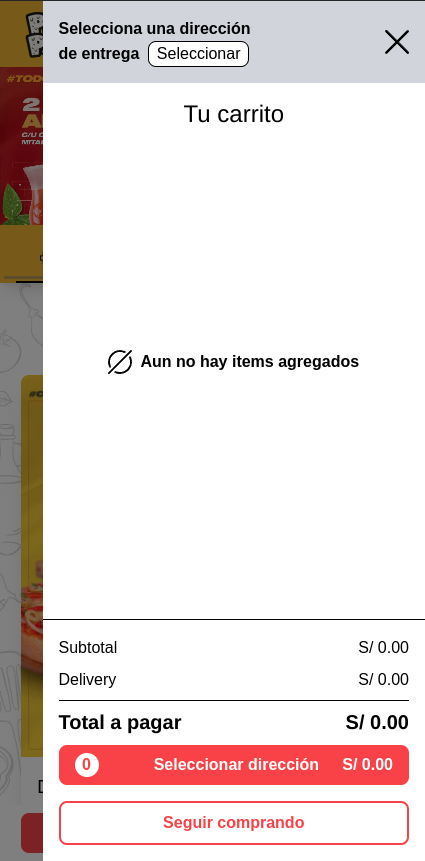 Selecciona una dirección
de entrega Seleccionar
Tu carrito
Aun no hay items agregados
Subtotal S/ 0.00
Delivery S/ 0.00
Total a pagar S/ 0.00
0 Seleccionar dirección S/ 0.00
Seguir comprando